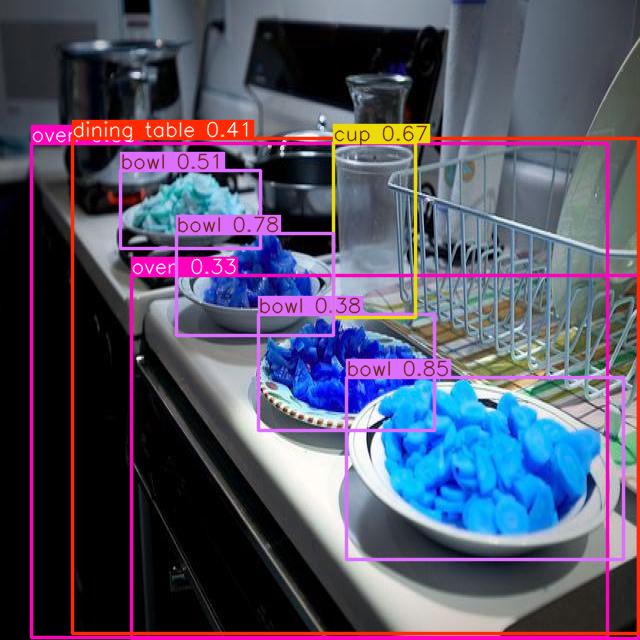 dining table 0.41
oven
cup 0.67
bowl 0.51
bowl 0.78
oven 0.33
bowl 0.38
bowl 0.85